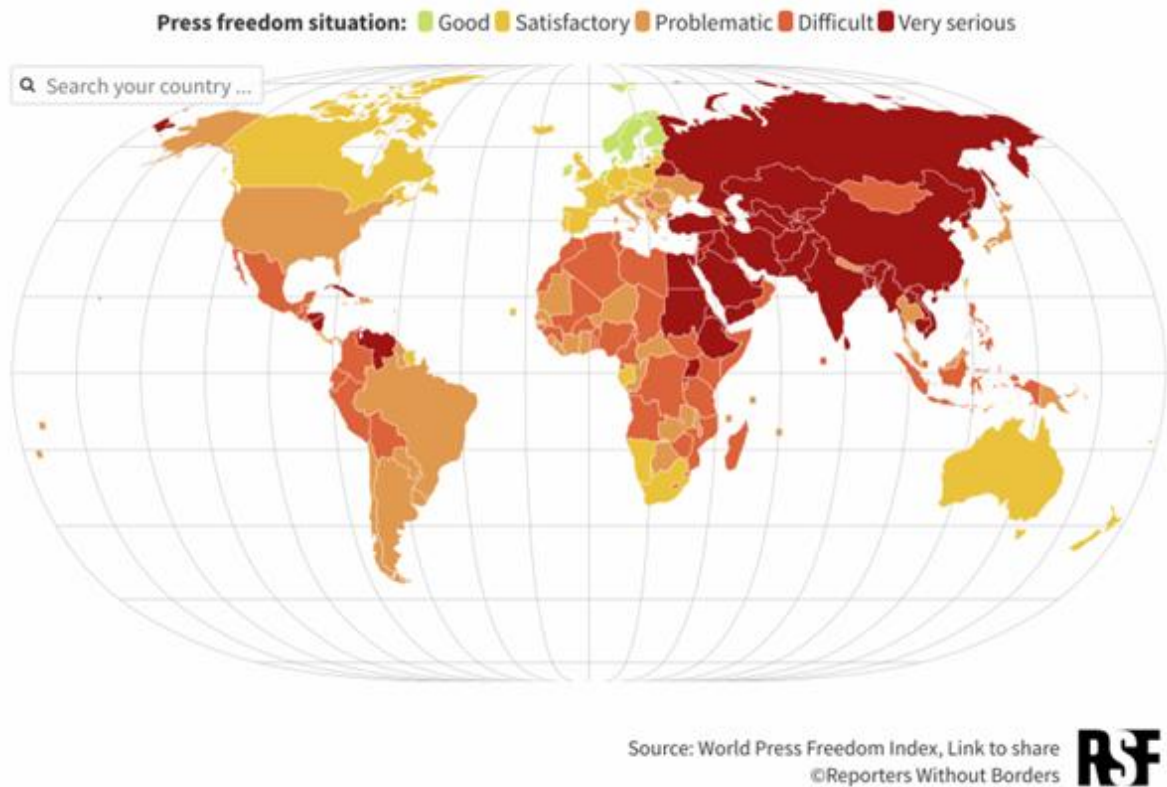 Press freedom situation: Good Satisfactory Problematic Difficult Very serious
Search your country ...
Source: World Press Freedom Index, Link to share
©Reporters Without Borders
RSF